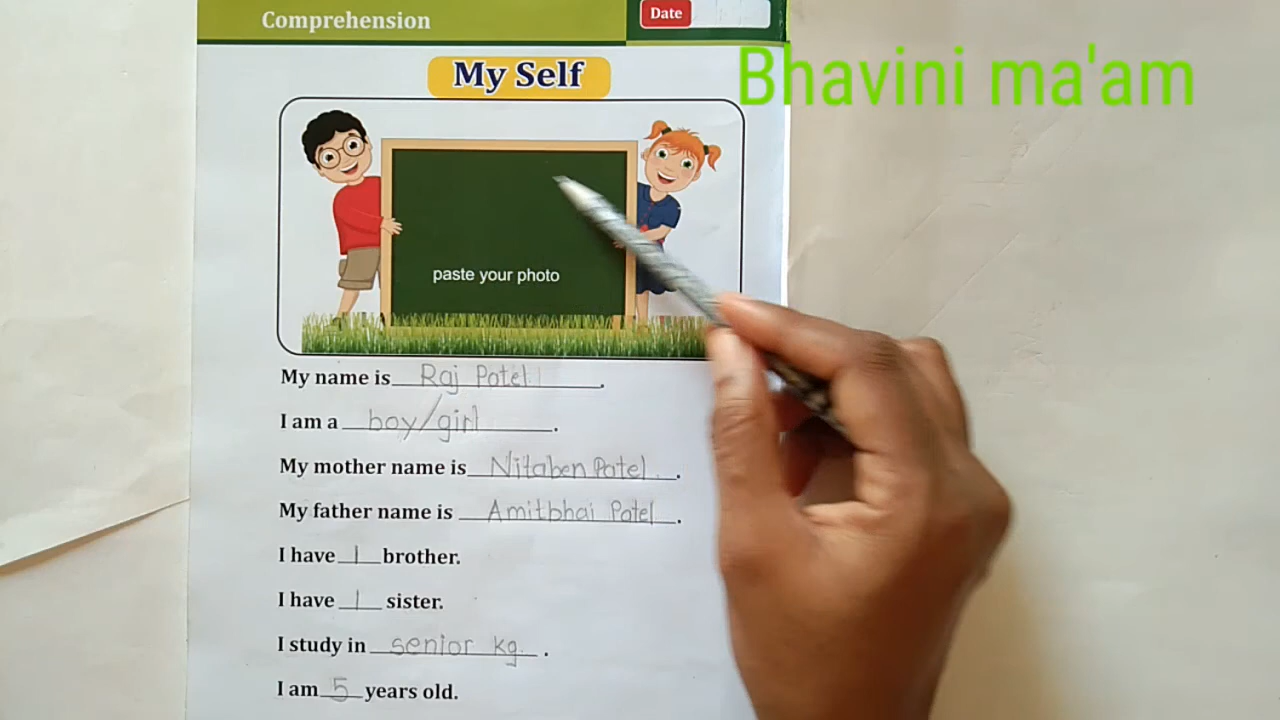 Comprehension
Date
Bhavini ma'am
My Self
paste your photo
My name is Raj Patel.
I am a boy/girl.
My mother name is Nitaben Patel.
My father name is Amitbhai Patel.
I have 1 brother.
I have 1 sister.
I study in senior kg.
I am 5 years old.